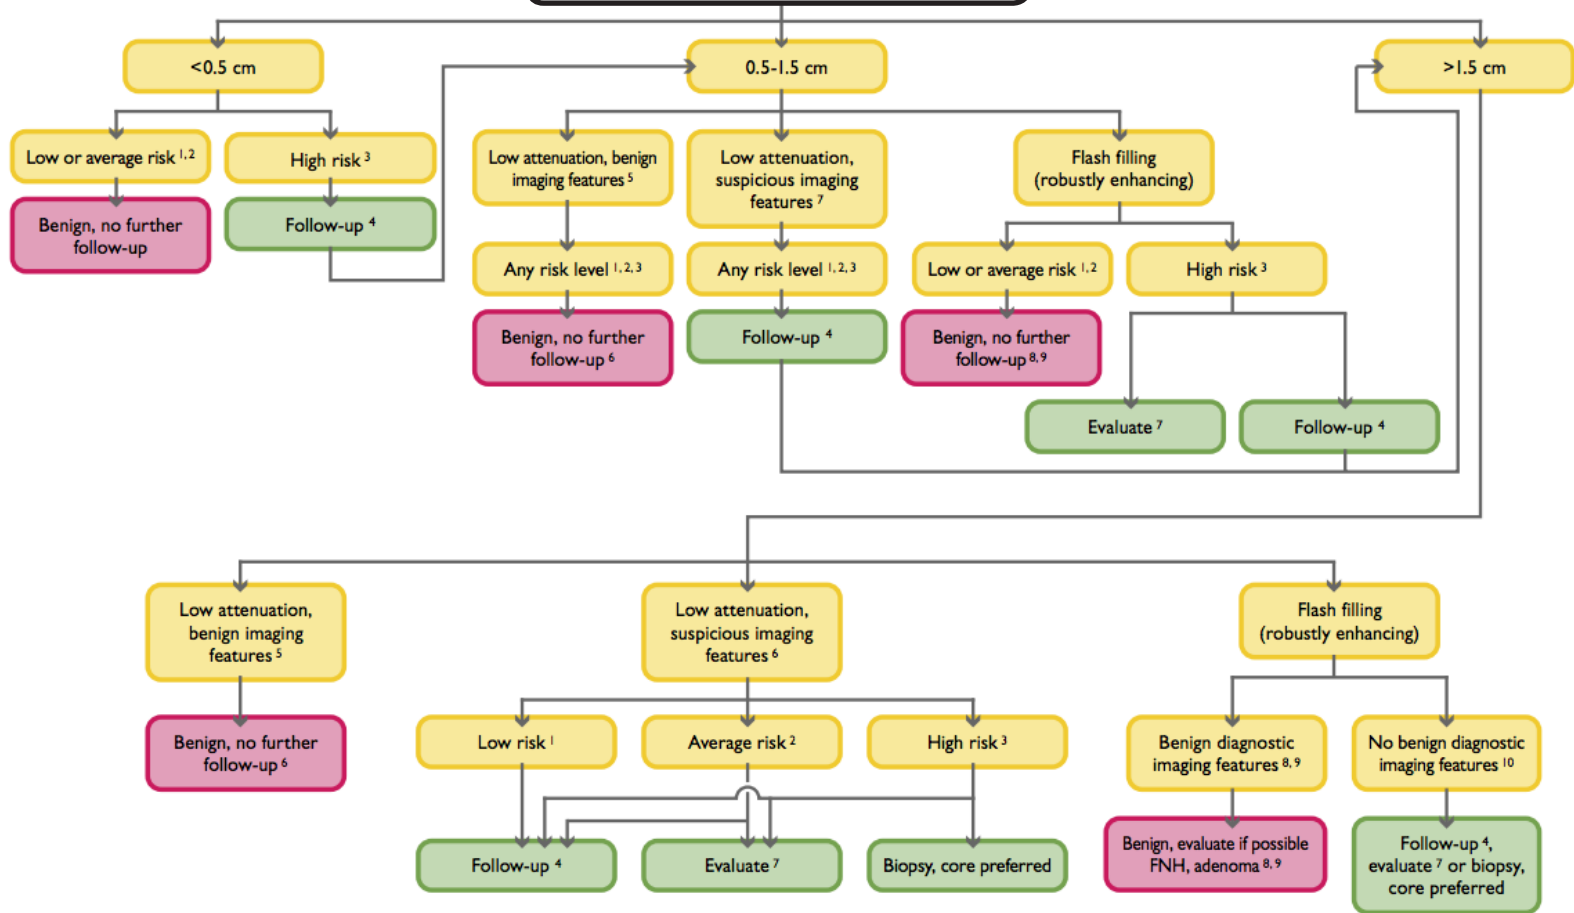 <0.5 cm
0.5-1.5 cm
>1.5 cm
Low or average risk 1, 2
High risk 3
Benign, no further
follow-up
Follow-up 4
Low attenuation, benign
imaging features 5
Low attenuation,
suspicious imaging
features 7
Flash filling
(robustly enhancing)
Any risk level 1, 2, 3
Any risk level 1, 2, 3
Low or average risk 1, 2
High risk 3
Benign, no further
follow-up 6
Follow-up 4
Benign, no further
follow-up 8, 9
Evaluate 7
Follow-up 4
Low attenuation,
benign imaging
features 5
Low attenuation,
suspicious imaging
features 6
Flash filling
(robustly enhancing)
Benign, no further
follow-up 6
Low risk 1
Average risk 2
High risk 3
Benign diagnostic
imaging features 8, 9
No benign diagnostic
imaging features 10
Follow-up 4
Evaluate 7
Biopsy, core preferred
Benign, evaluate if possible
FNH, adenoma 8, 9
Follow-up 4,
evaluate 7 or biopsy,
core preferred